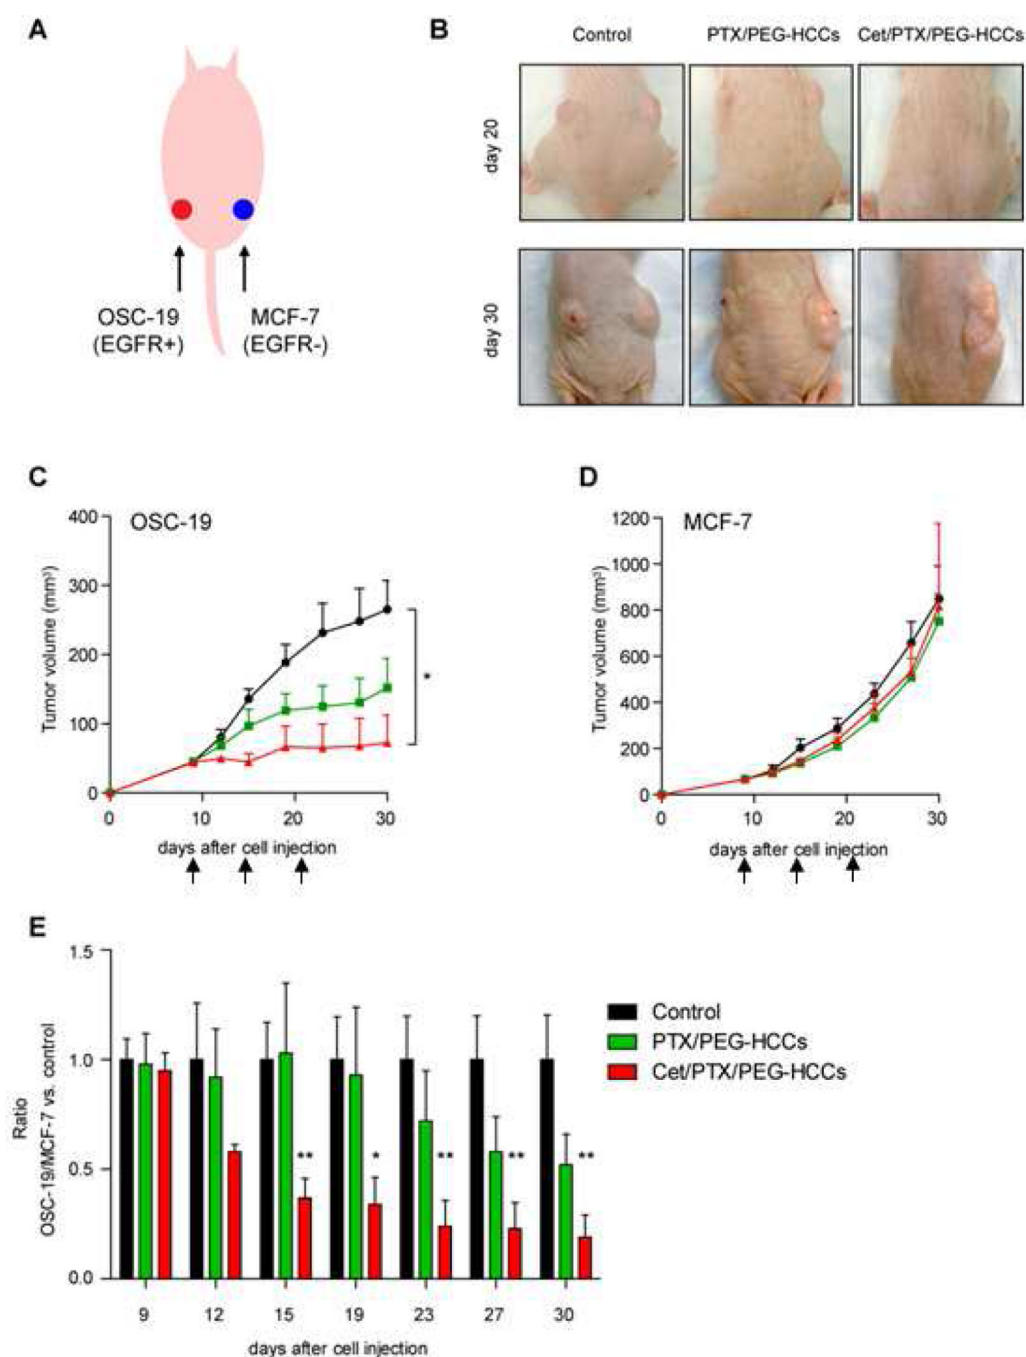 A
OSC-19
(EGFR+)
MCF-7
(EGFR-)
B
Control
PTX/PEG-HCCs
Cet/PTX/PEG-HCCs
day 20
day 30
C
OSC-19
Tumor volume (mm³)
400
300
200
100
0
*
0 10 20 30
days after cell injection
D
MCF-7
Tumor volume (mm³)
1200
1000
800
600
400
200
0
0 10 20 30
days after cell injection
E
Ratio
OSC-19/MCF-7 vs. control
1.5
1.0
0.5
0.0
** * ** ** **
9 12 15 19 23 27 30
days after cell injection
Control
PTX/PEG-HCCs
Cet/PTX/PEG-HCCs